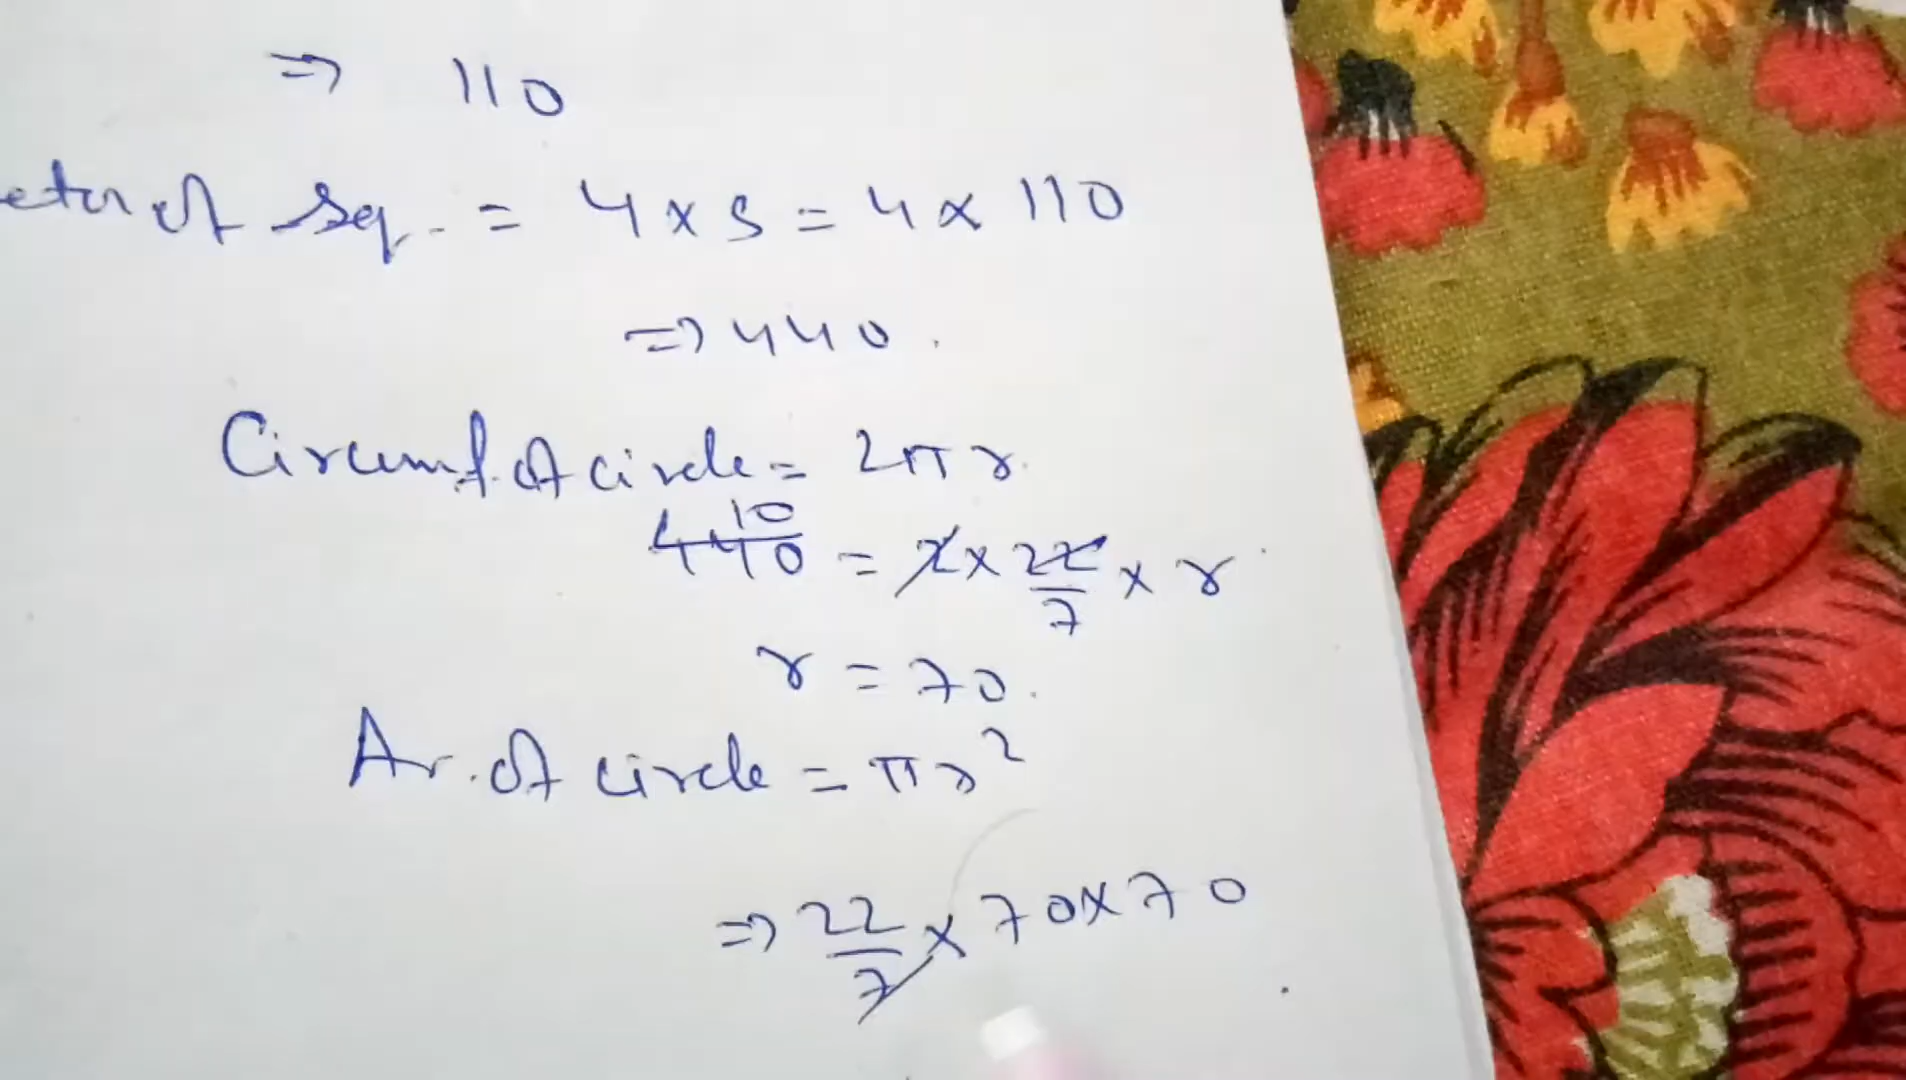 ⇒ 110
eter of sq. = 4 × s = 4 × 110
⇒ 440.
Circumf. of circle = 2πr
10
440 = 2 × 22/7 × r
r = 70.
Ar. of circle = πr²
⇒ 22/7 × 70 × 70